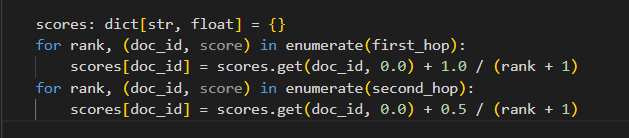 scores: dict[str, float] = {}
for rank, (doc_id, score) in enumerate(first_hop):
    scores[doc_id] = scores.get(doc_id, 0.0) + 1.0 / (rank + 1)
for rank, (doc_id, score) in enumerate(second_hop):
    scores[doc_id] = scores.get(doc_id, 0.0) + 0.5 / (rank + 1)